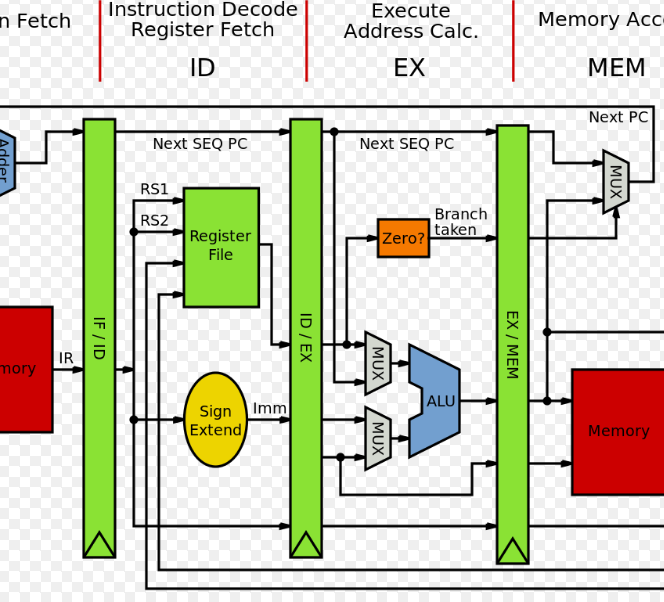 n Fetch
Instruction Decode
Register Fetch
Execute
Address Calc.
Memory Acc
ID
EX
MEM
Next PC
Adder
Next SEQ PC
Next SEQ PC
MUX
RS1
RS2
Register
File
Branch
taken
Zero?
IF / ID
ID / EX
EX / MEM
MUX
IR
mory
ALU
Sign
Extend
Imm
MUX
Memory